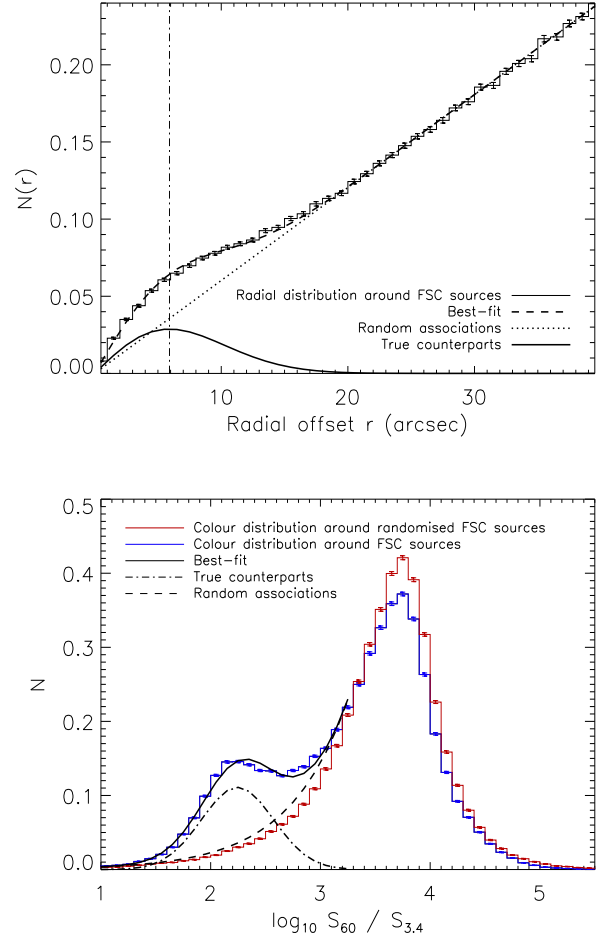 0.20
0.15
0.10
0.05
0.00
N(r)
Radial distribution around FSC sources
Best-fit
Random associations
True counterparts
10 20 30
Radial offset r (arcsec)
0.5
0.4
0.3
0.2
0.1
0.0
N
Colour distribution around randomised FSC sources
Colour distribution around FSC sources
Best-fit
True counterparts
Random associations
1 2 3 4 5
log₁₀ S₆₀ / S₃.₄